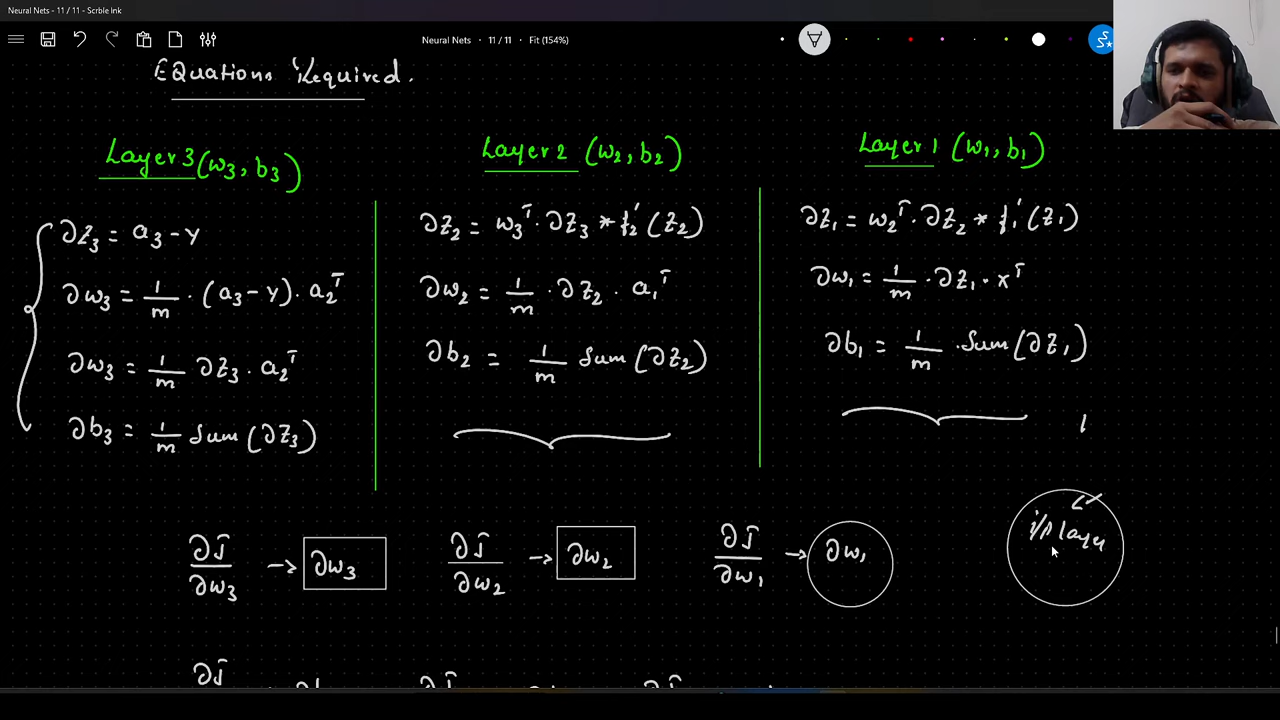 Neural Nets - 11 / 11 - Scrble Ink
Neural Nets • 11 / 11 • Fit (154%)
EQuations Required.
Layer 3 (w₃, b₃)
∂z₃ = a₃ - y
∂w₃ = 1/m · (a₃ - y) · a₂ᵀ
∂w₃ = 1/m ∂z₃ · a₂ᵀ
∂b₃ = 1/m Sum (∂z₃)
Layer 2 (w₂, b₂)
∂z₂ = w₃ᵀ · ∂z₃ * f₂'(z₂)
∂w₂ = 1/m · ∂z₂ · a₁ᵀ
∂b₂ = 1/m Sum (∂z₂)
Layer 1 (w₁, b₁)
∂z₁ = w₂ᵀ · ∂z₂ * f₁'(z₁)
∂w₁ = 1/m · ∂z₁ · xᵀ
∂b₁ = 1/m · Sum (∂z₁)
∂J/∂w₃ → ∂w₃
∂J/∂w₂ → ∂w₂
∂J/∂w₁ → ∂w₁
i/p layer
∂J